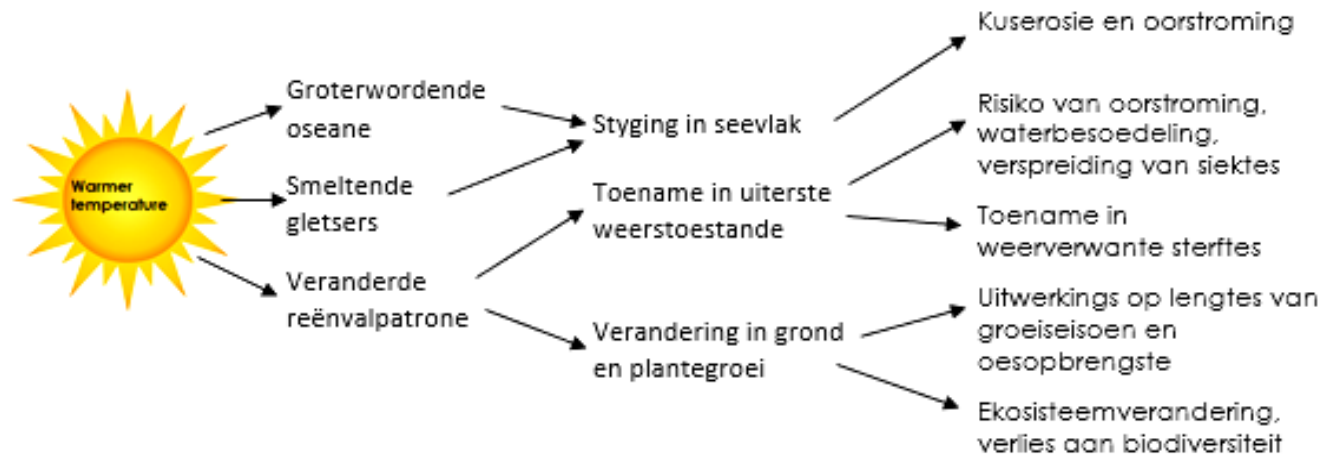 Warmer
temperature
Groterwordende
oseane
Smeltende
gletsers
Veranderde
reënvalpatrone
Styging in seevlak
Toename in uiterste
weerstoestande
Verandering in grond
en plantegroei
Kuserosie en oorstroming
Risiko van oorstroming,
waterbesoedeling,
verspreiding van siektes
Toename in
weerverwante sterftes
Uitwerkings op lengtes van
groeiseisoen en
oesopbrengste
Ekosisteemverandering,
verlies aan biodiversiteit